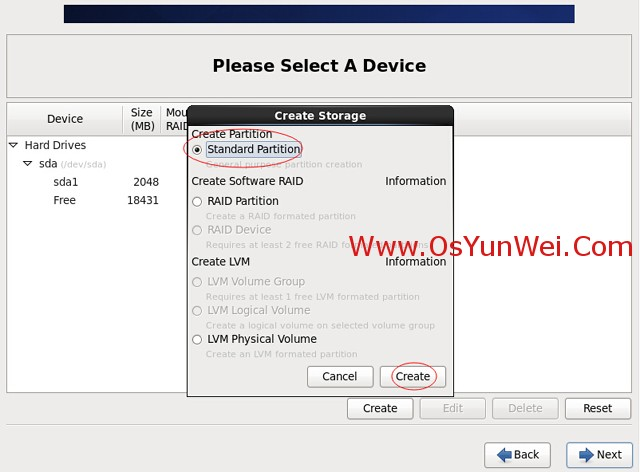 Please Select A Device
Device
Size
(MB)
Mou
RAID
Hard Drives
sda (/dev/sda)
sda1 2048
Free 18431
Create Storage
Create Partition
Standard Partition
General purpose partition creation
Create Software RAID Information
RAID Partition
Create a RAID formated partition
RAID Device
Requires at least 2 free RAID formated partitions
Www.OsYunWei.Com
Create LVM Information
LVM Volume Group
Requires at least 1 free LVM formated partition
LVM Logical Volume
Create a logical volume on selected volume group
LVM Physical Volume
Create an LVM formated partition
Cancel Create
Create Edit Delete Reset
Back Next